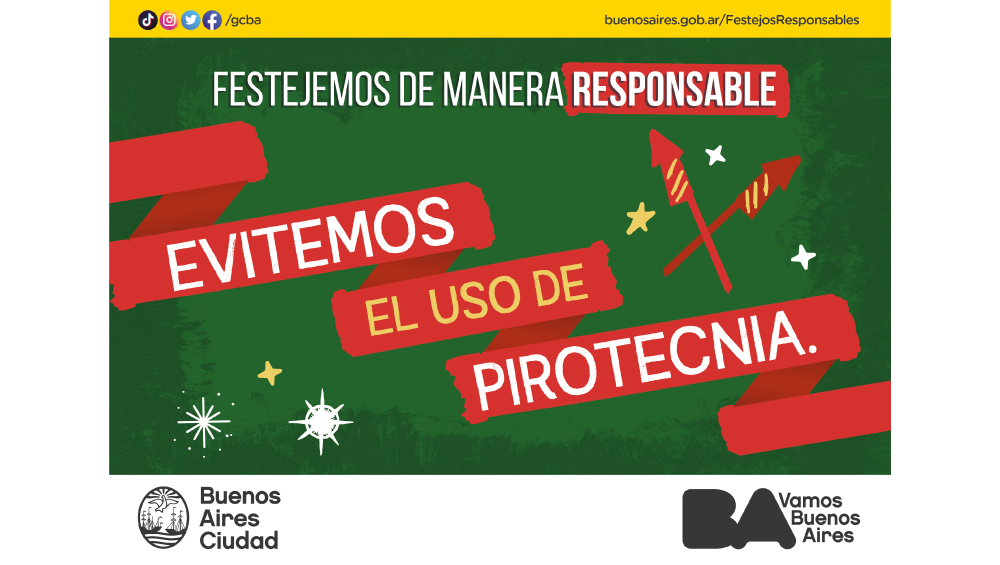 /gcba
buenosaires.gob.ar/FestejosResponsables
FESTEJEMOS DE MANERA RESPONSABLE
EVITEMOS
EL USO DE
PIROTECNIA.
Buenos
Aires
Ciudad
BA
Vamos
Buenos
Aires